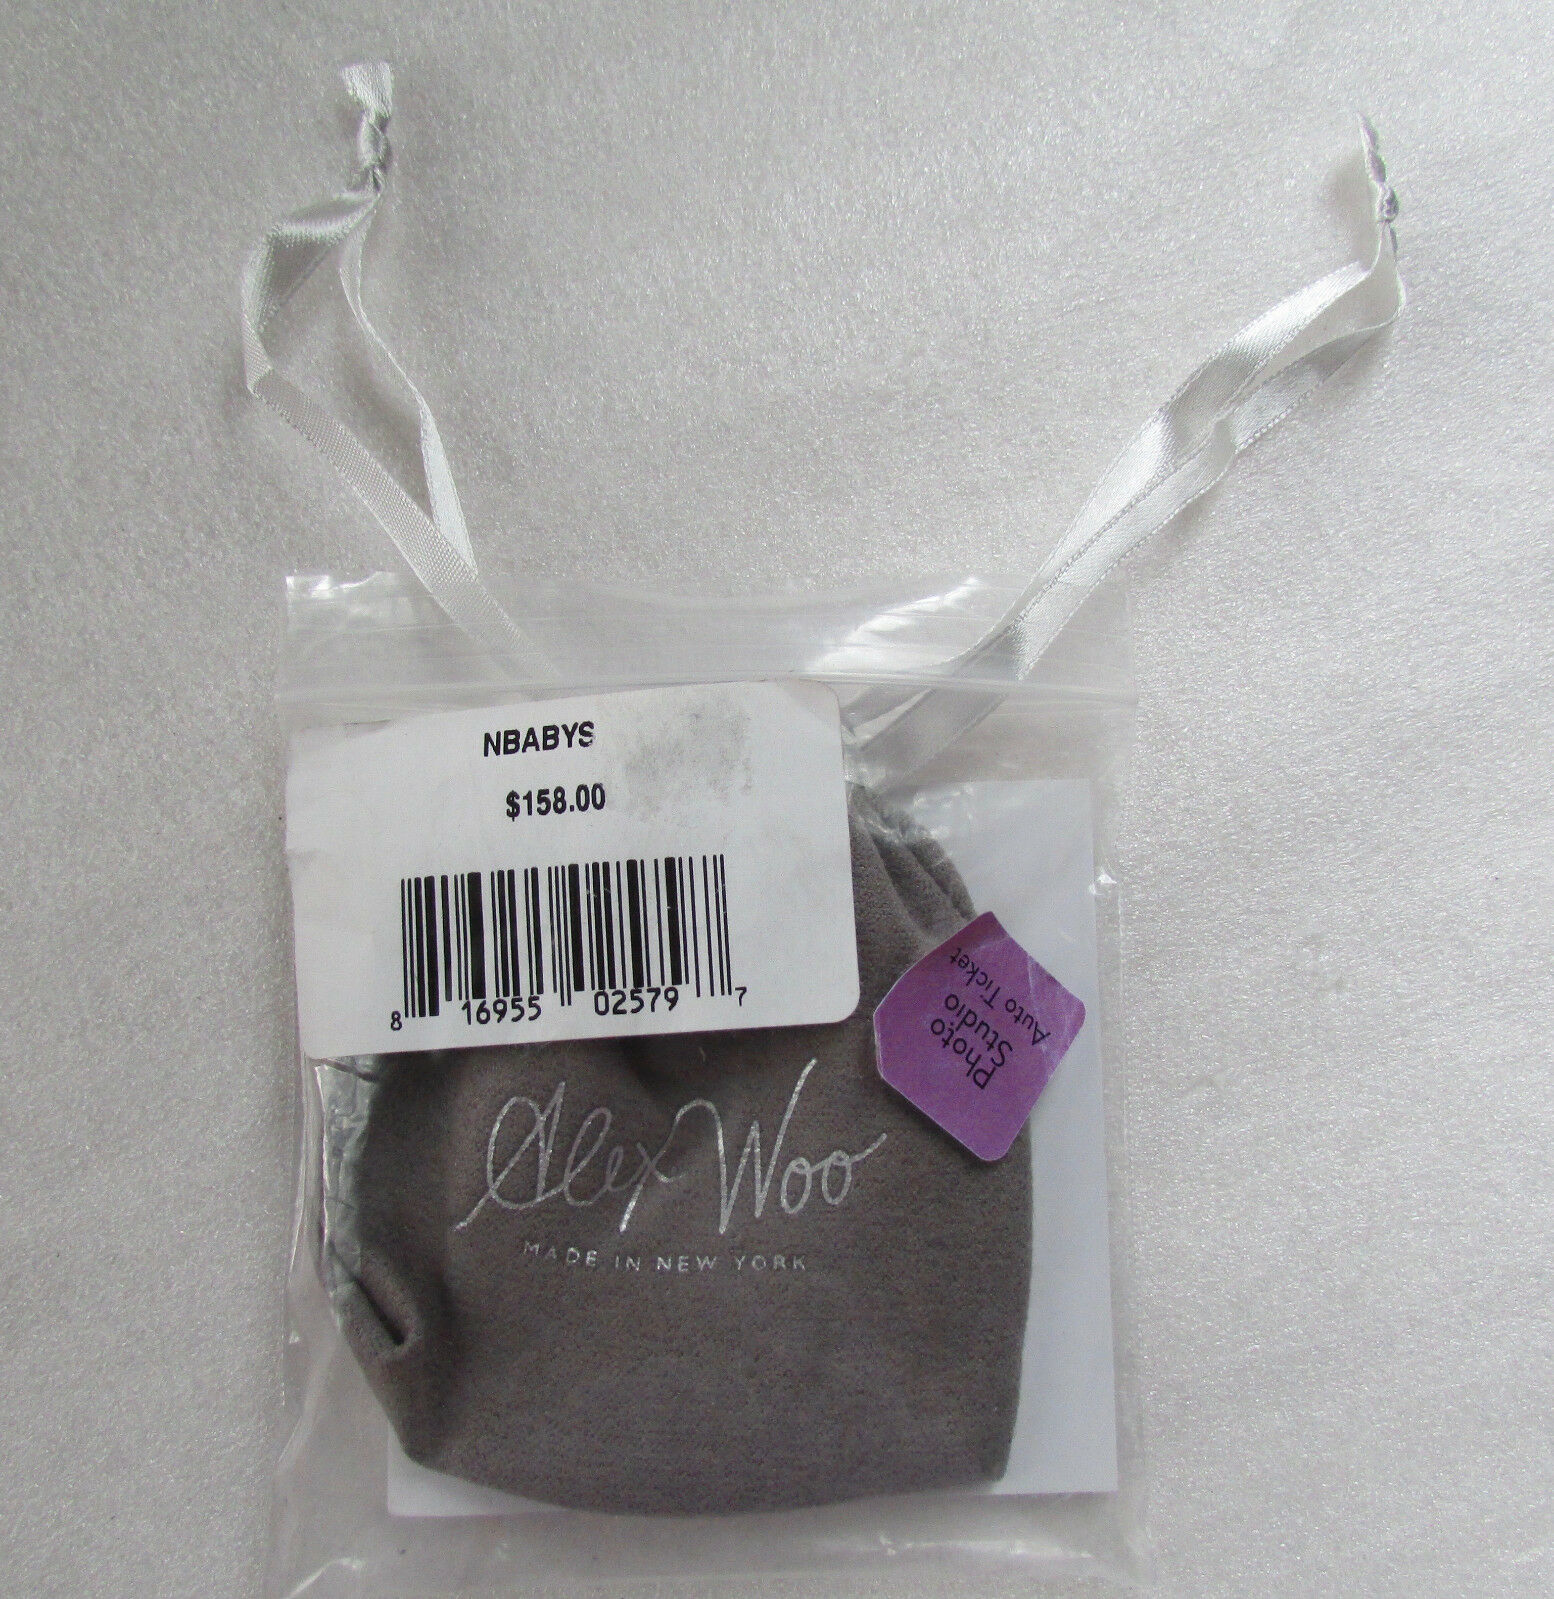 NBABYS
$158.00
8 16955 02579 7
Photo
Studio
Auto Ticket
Alex Woo
MADE IN NEW YORK